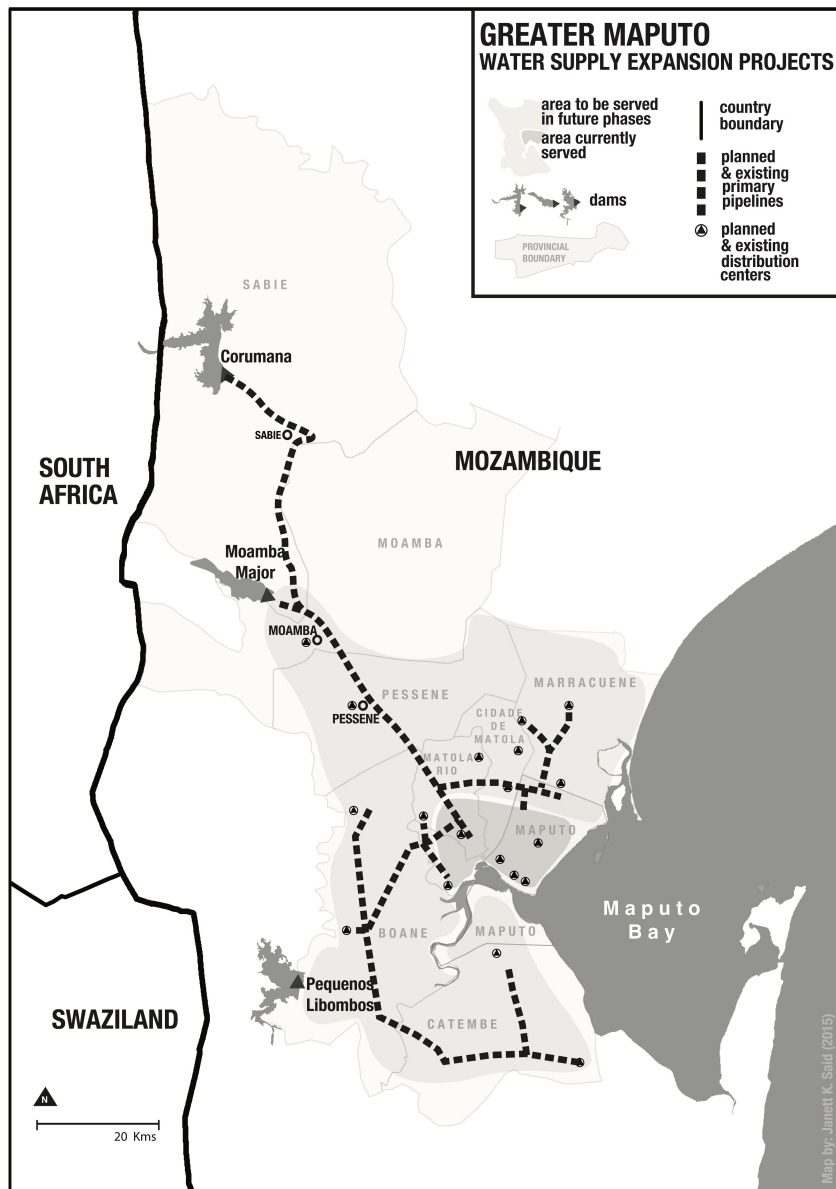 GREATER MAPUTO
WATER SUPPLY EXPANSION PROJECTS
area to be served
in future phases
area currently
served
dams
PROVINCIAL
BOUNDARY
country
boundary
planned
& existing
primary
pipelines
planned
& existing
distribution
centers
SABIE
Corumana
SABIE
SOUTH
AFRICA
MOZAMBIQUE
MOAMBA
Moamba
Major
MOAMBA
PESSENE
PESSENE
MARRACUENE
CIDADE
DE
MATOLA
MATOLA
RIO
MAPUTO
Maputo
Bay
BOANE
MAPUTO
Pequenos
Libombos
CATEMBE
SWAZILAND
N
20 Kms
Map by: Janett K. Said (2015)